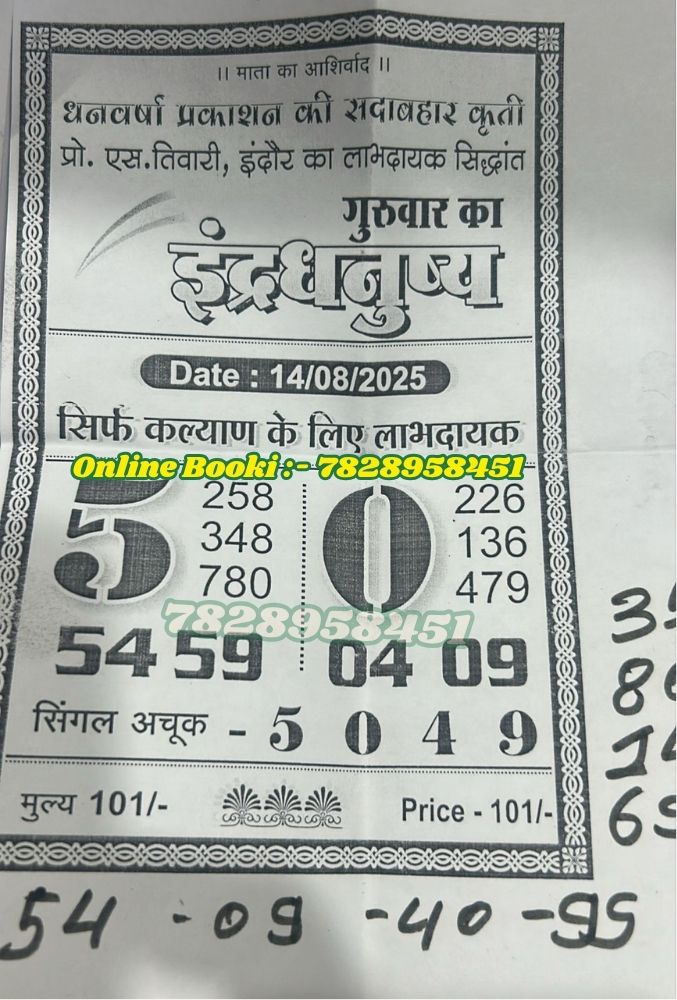 || माता का आशिर्वाद ||
धनवर्षा प्रकाशन की सदाबहार कृती
प्रो. एस.तिवारी, इंदौर का लाभदायक सिद्धांत
गुरुवार का
इंद्रधनुष्य
Date : 14/08/2025
सिर्फ कल्याण के लिए लाभदायक
Online Booki :- 7828958451
5 258 0 226
348 136
780 479
7828958451
54 59 04 09
सिंगल अचूक - 5 0 4 9
मुल्य 101/- Price - 101/-
54 - 09 - 40 - 95